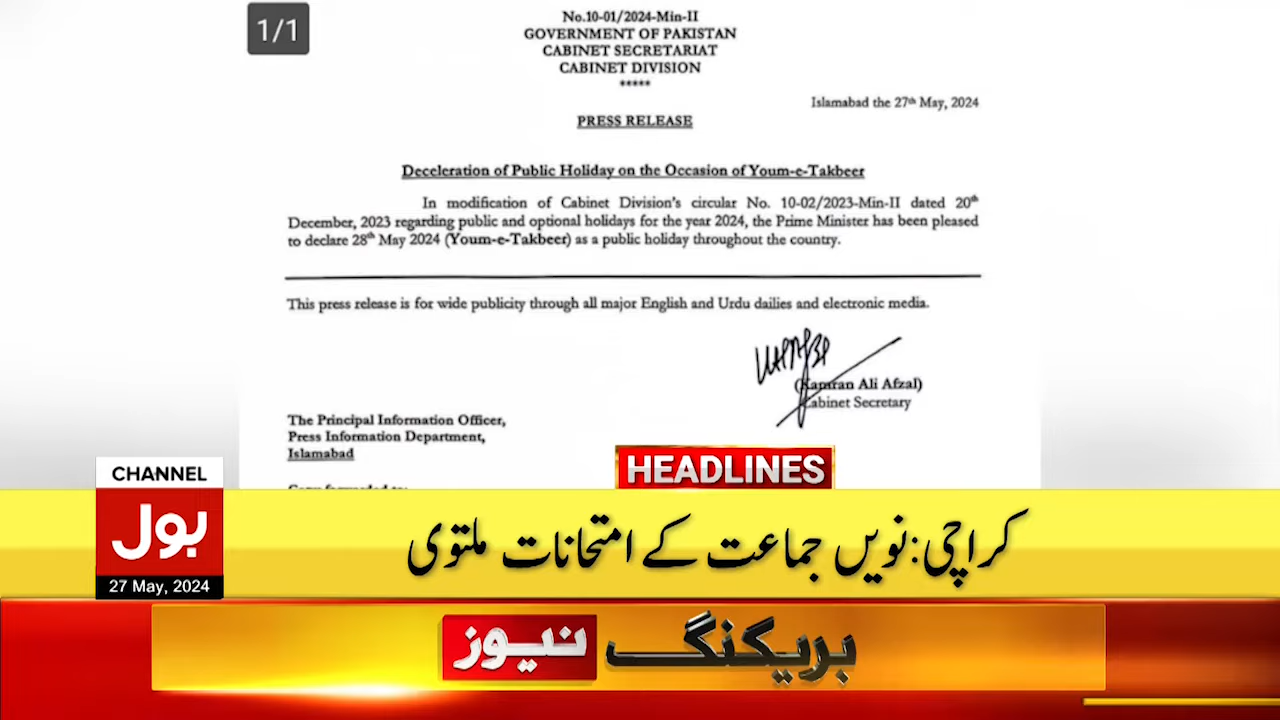 1/1
No.10-01/2024-Min-II
GOVERNMENT OF PAKISTAN
CABINET SECRETARIAT
CABINET DIVISION
*****
Islamabad the 27th May, 2024
PRESS RELEASE
Deceleration of Public Holiday on the Occasion of Youm-e-Takbeer
In modification of Cabinet Division's circular No. 10-02/2023-Min-II dated 20th
December, 2023 regarding public and optional holidays for the year 2024, the Prime Minister has been pleased
to declare 28th May 2024 (Youm-e-Takbeer) as a public holiday throughout the country.
This press release is for wide publicity through all major English and Urdu dailies and electronic media.
(Kamran Ali Afzal)
Cabinet Secretary
The Principal Information Officer,
Press Information Department,
Islamabad
HEADLINES
CHANNEL
بول
27 May, 2024
کراچی: نویں جماعت کے امتحانات ملتوی
بریکنگ نیوز